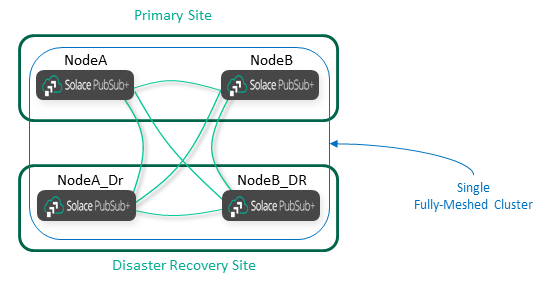 Primary Site
NodeA
NodeB
Solace PubSub+
Solace PubSub+
NodeA_Dr
NodeB_DR
Solace PubSub+
Solace PubSub+
Single
Fully-Meshed Cluster
Disaster Recovery Site